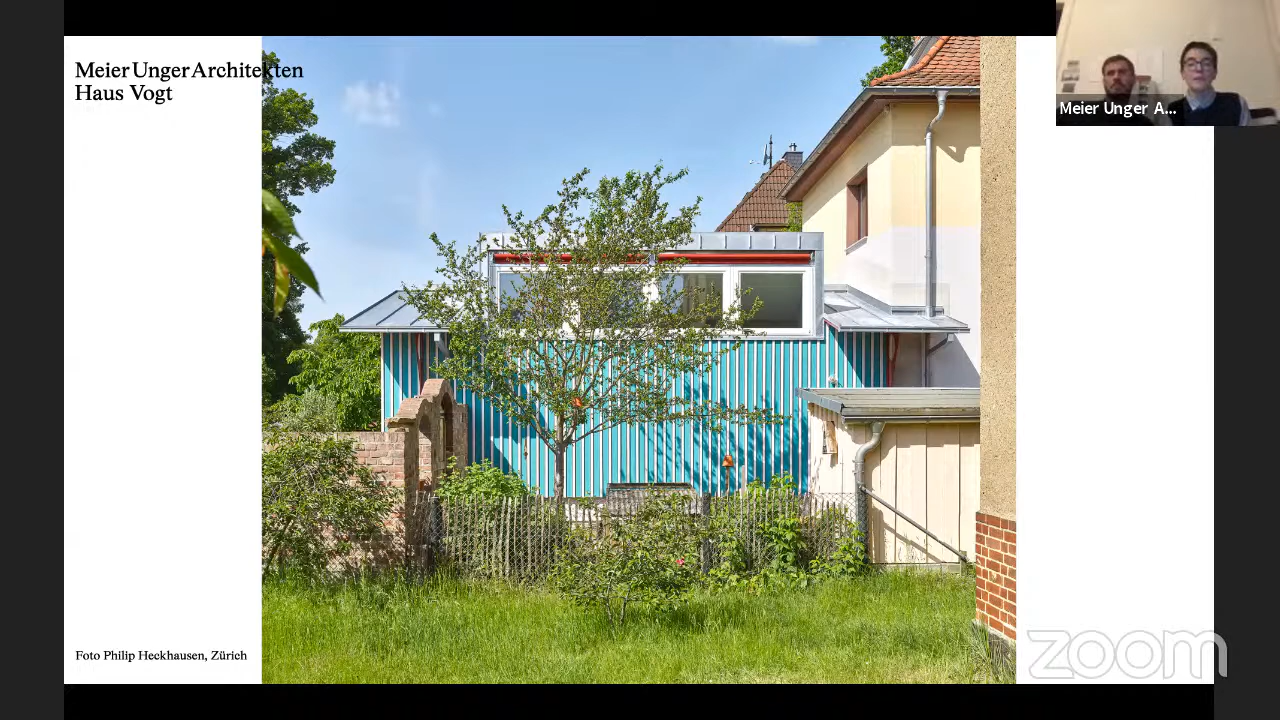 Meier Unger Architekten
Haus Vogt
Meier Unger A...
Foto Philip Heckhausen, Zürich
zoom